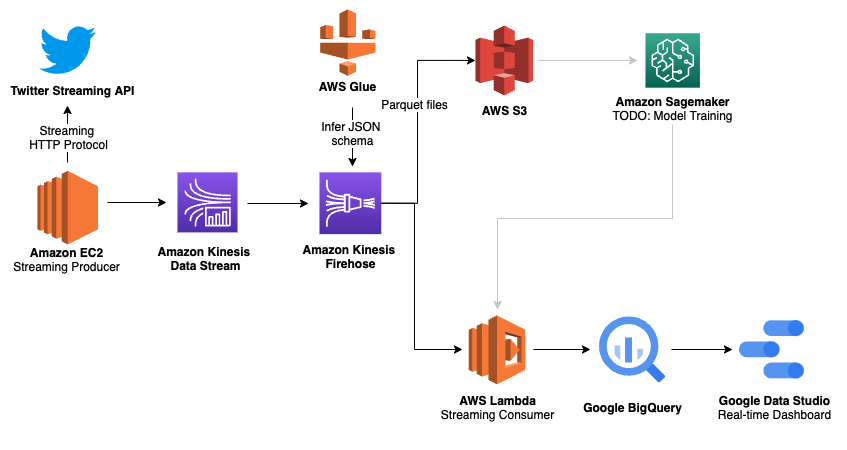 Twitter Streaming API
Streaming
HTTP Protocol
Amazon EC2
Streaming Producer
Amazon Kinesis
Data Stream
AWS Glue
Infer JSON
schema
Amazon Kinesis
Firehose
Parquet files
AWS S3
Amazon Sagemaker
TODO: Model Training
AWS Lambda
Streaming Consumer
Google BigQuery
Google Data Studio
Real-time Dashboard